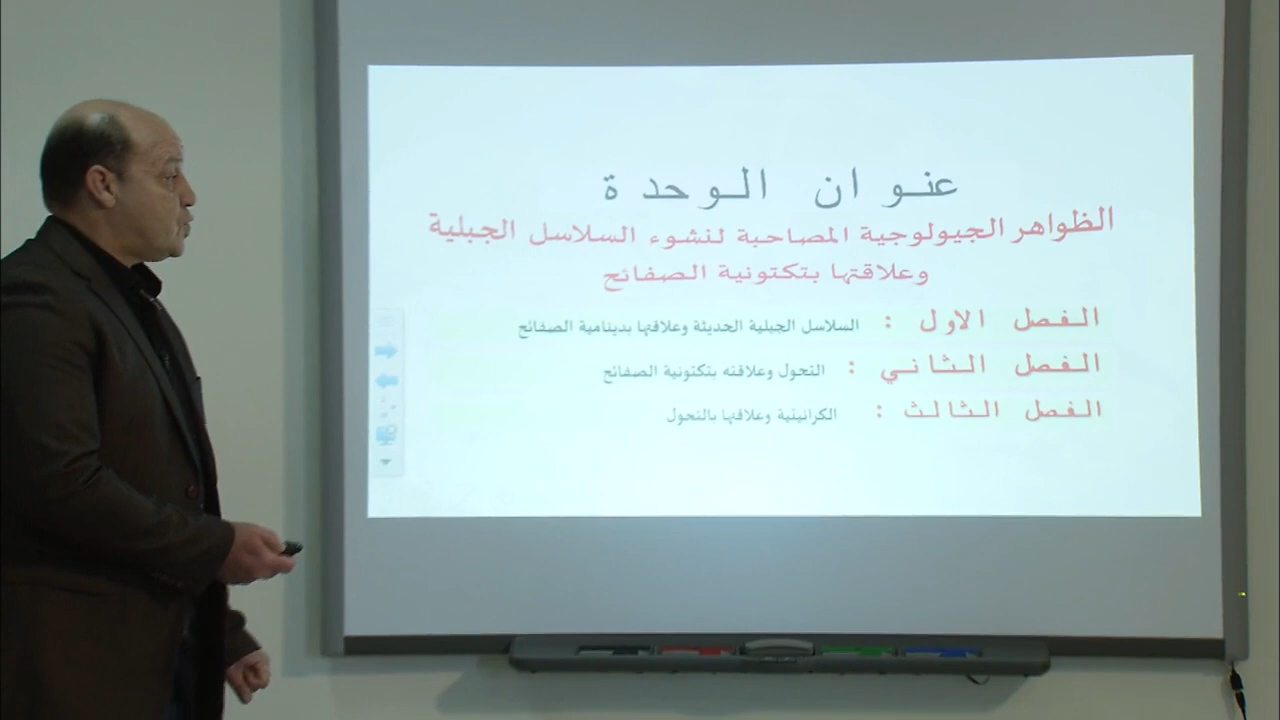 عنوان الوحدة
الظواهر الجيولوجية المصاحبة لنشوء السلاسل الجبلية
وعلاقتها بتكتونية الصفائح
الفصل الاول : السلاسل الجبلية الحديثة وعلاقتها بدينامية الصفائح
الفصل الثاني : التحول وعلاقته بتكتونية الصفائح
الفصل الثالث : الكرانيتية وعلاقتها بالتحول